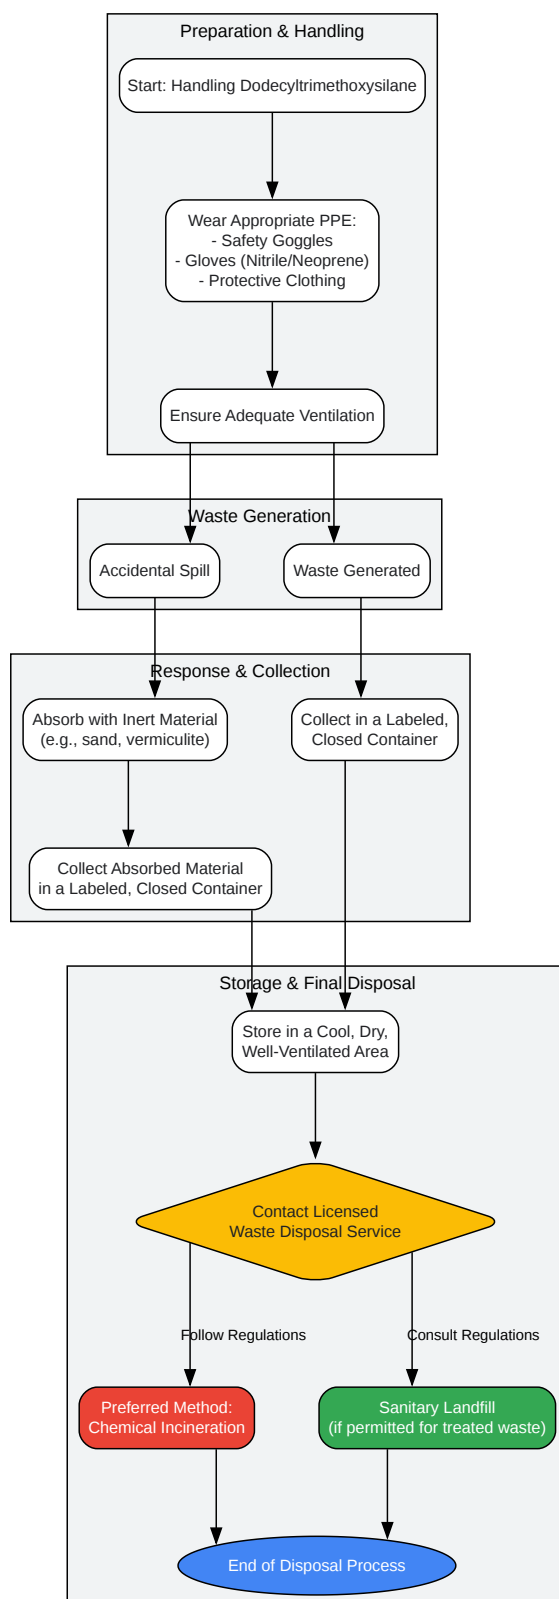 Preparation & Handling
Start: Handling Dodecyltrimethoxysilane
Wear Appropriate PPE:
- Safety Goggles
- Gloves (Nitrile/Neoprene)
- Protective Clothing
Ensure Adequate Ventilation
Waste Generation
Accidental Spill
Waste Generated
Response & Collection
Absorb with Inert Material
(e.g., sand, vermiculite)
Collect in a Labeled,
Closed Container
Collect Absorbed Material
in a Labeled, Closed Container
Storage & Final Disposal
Store in a Cool, Dry,
Well-Ventilated Area
Contact Licensed
Waste Disposal Service
Follow Regulations
Consult Regulations
Preferred Method:
Chemical Incineration
Sanitary Landfill
(if permitted for treated waste)
End of Disposal Process